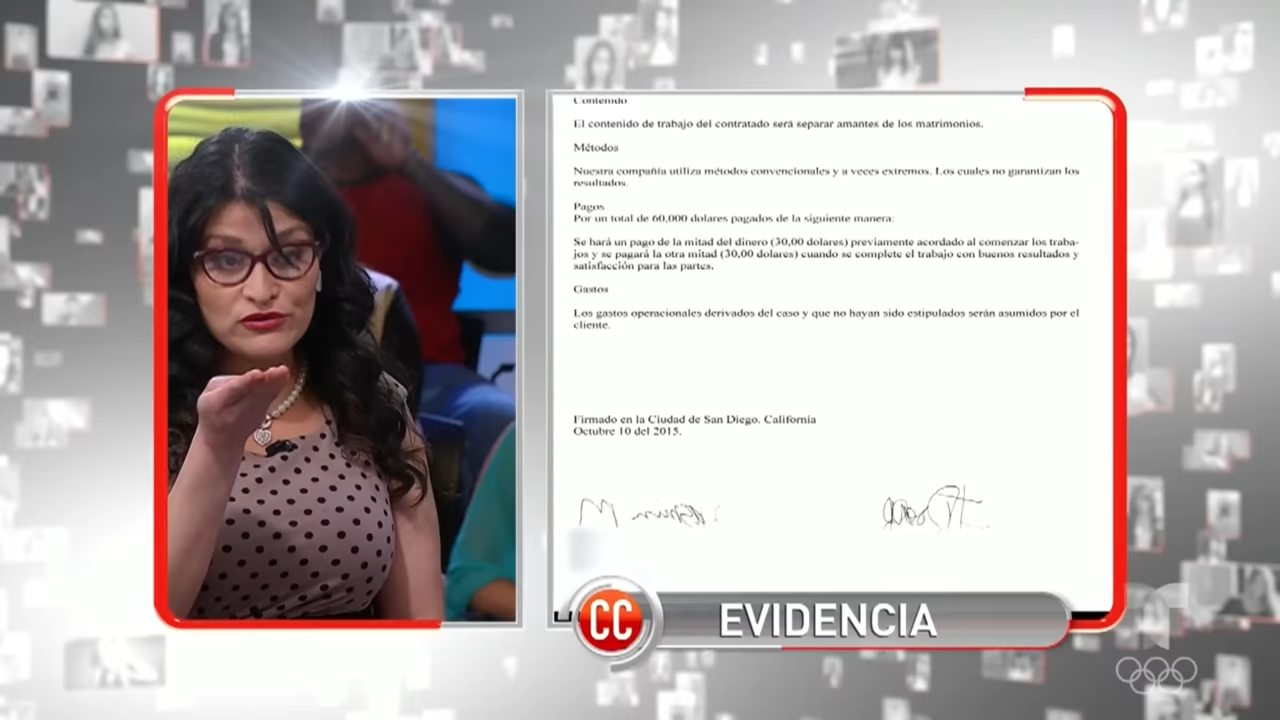 Contenido
El contenido de trabajo del contratado será separar amantes de los matrimonios.
Métodos
Nuestra compañia utiliza métodos convencionales y a veces extremos. Los cuales no garantizan los
resultados.
Pagos
Por un total de 60,000 dolares pagados de la siguiente manera:
Se hará un pago de la mitad del dinero (30,00 dolares) previamente acordado al comenzar los traba-
jos y se pagará la otra mitad (30,00 dolares) cuando se complete el trabajo con buenos resultados y
satisfacción para las partes.
Gastos
Los gastos operacionales derivados del caso y que no hayan sido estipulados serán asumidos por el
cliente.
Firmado en la Ciudad de San Diego. California
Octubre 10 del 2015.
CC EVIDENCIA